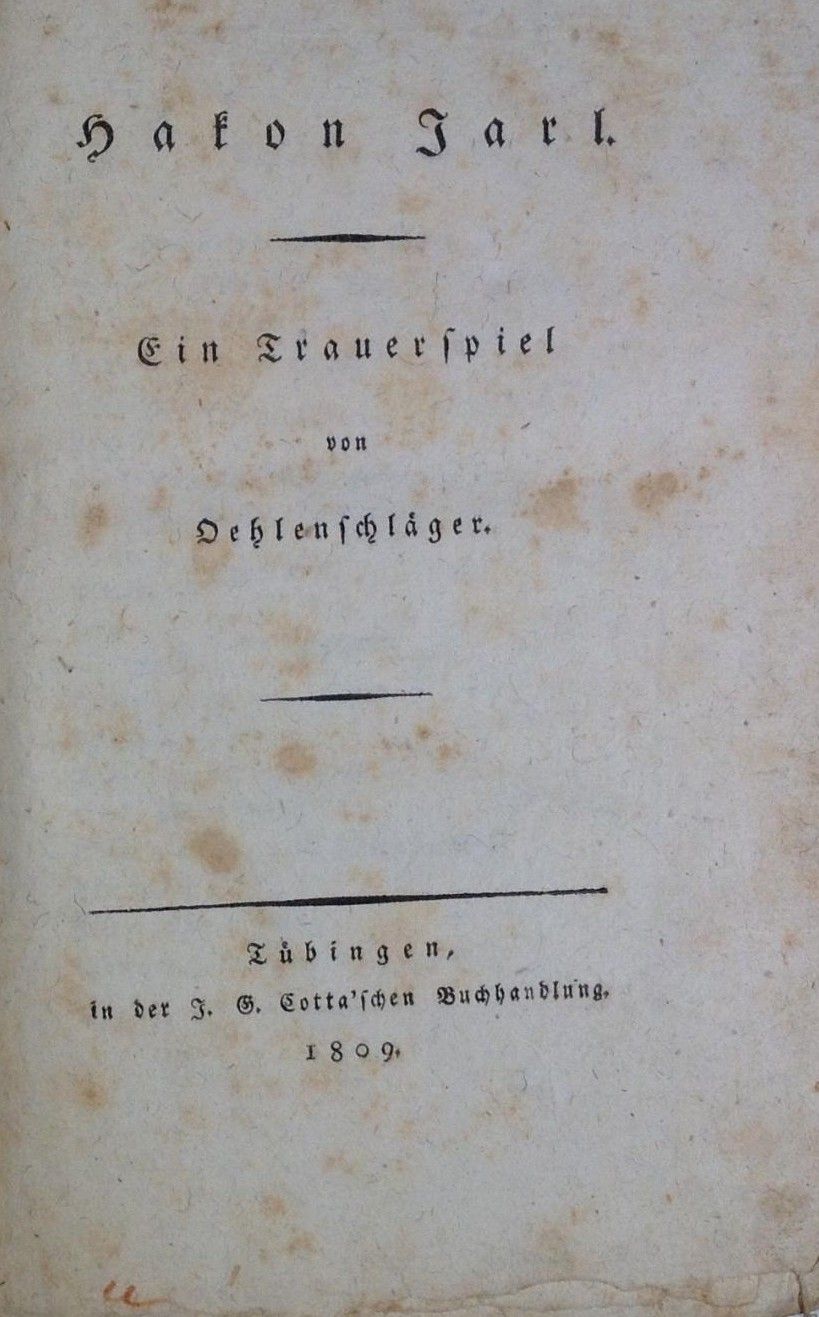 Hakon Jarl.
Ein Trauerſpiel
von
Oehlenſchläger.
Tübingen,
in der J. G. Cotta'ſchen Buchhandlung.
1809.